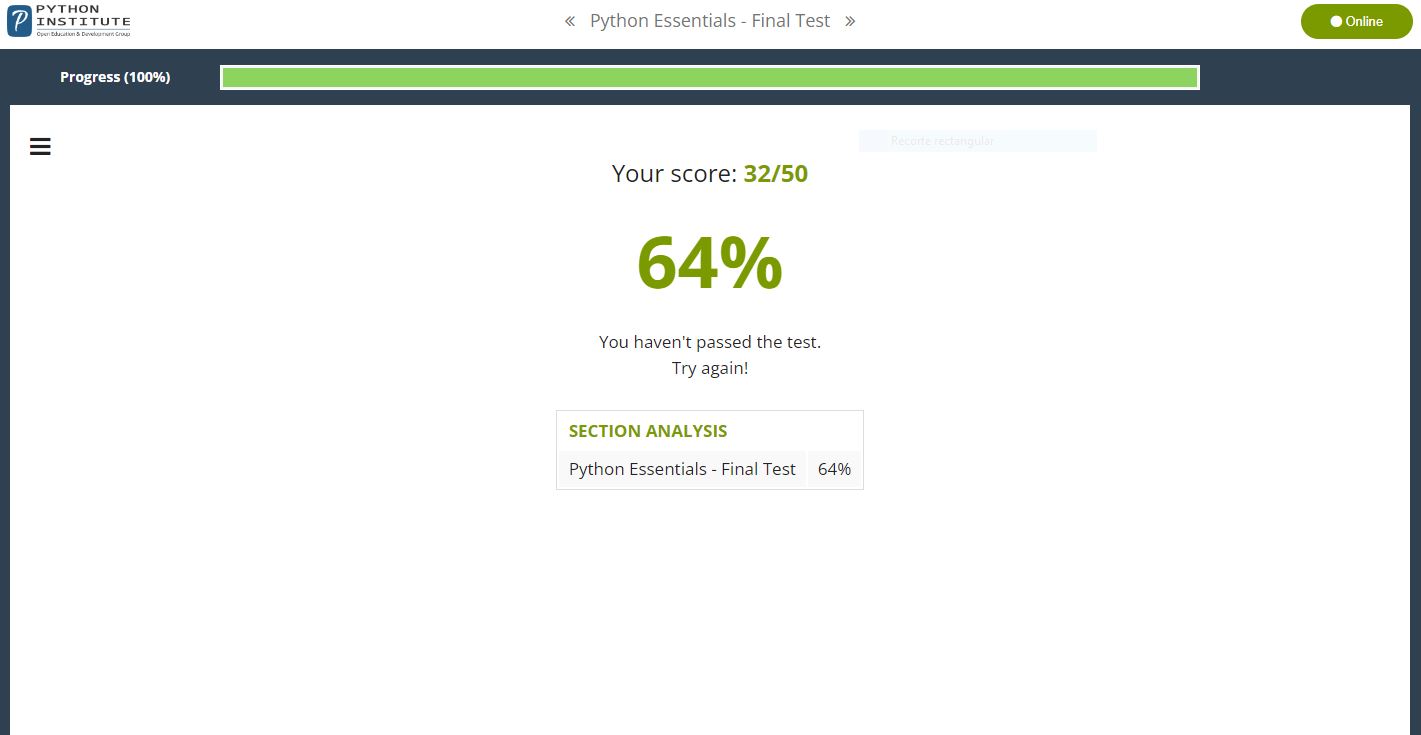 PYTHON
INSTITUTE
Open Education & Development Group
« Python Essentials - Final Test »
Online
Progress (100%)
Recorte rectangular
Your score: 32/50
64%
You haven't passed the test.
Try again!
SECTION ANALYSIS
Python Essentials - Final Test 64%